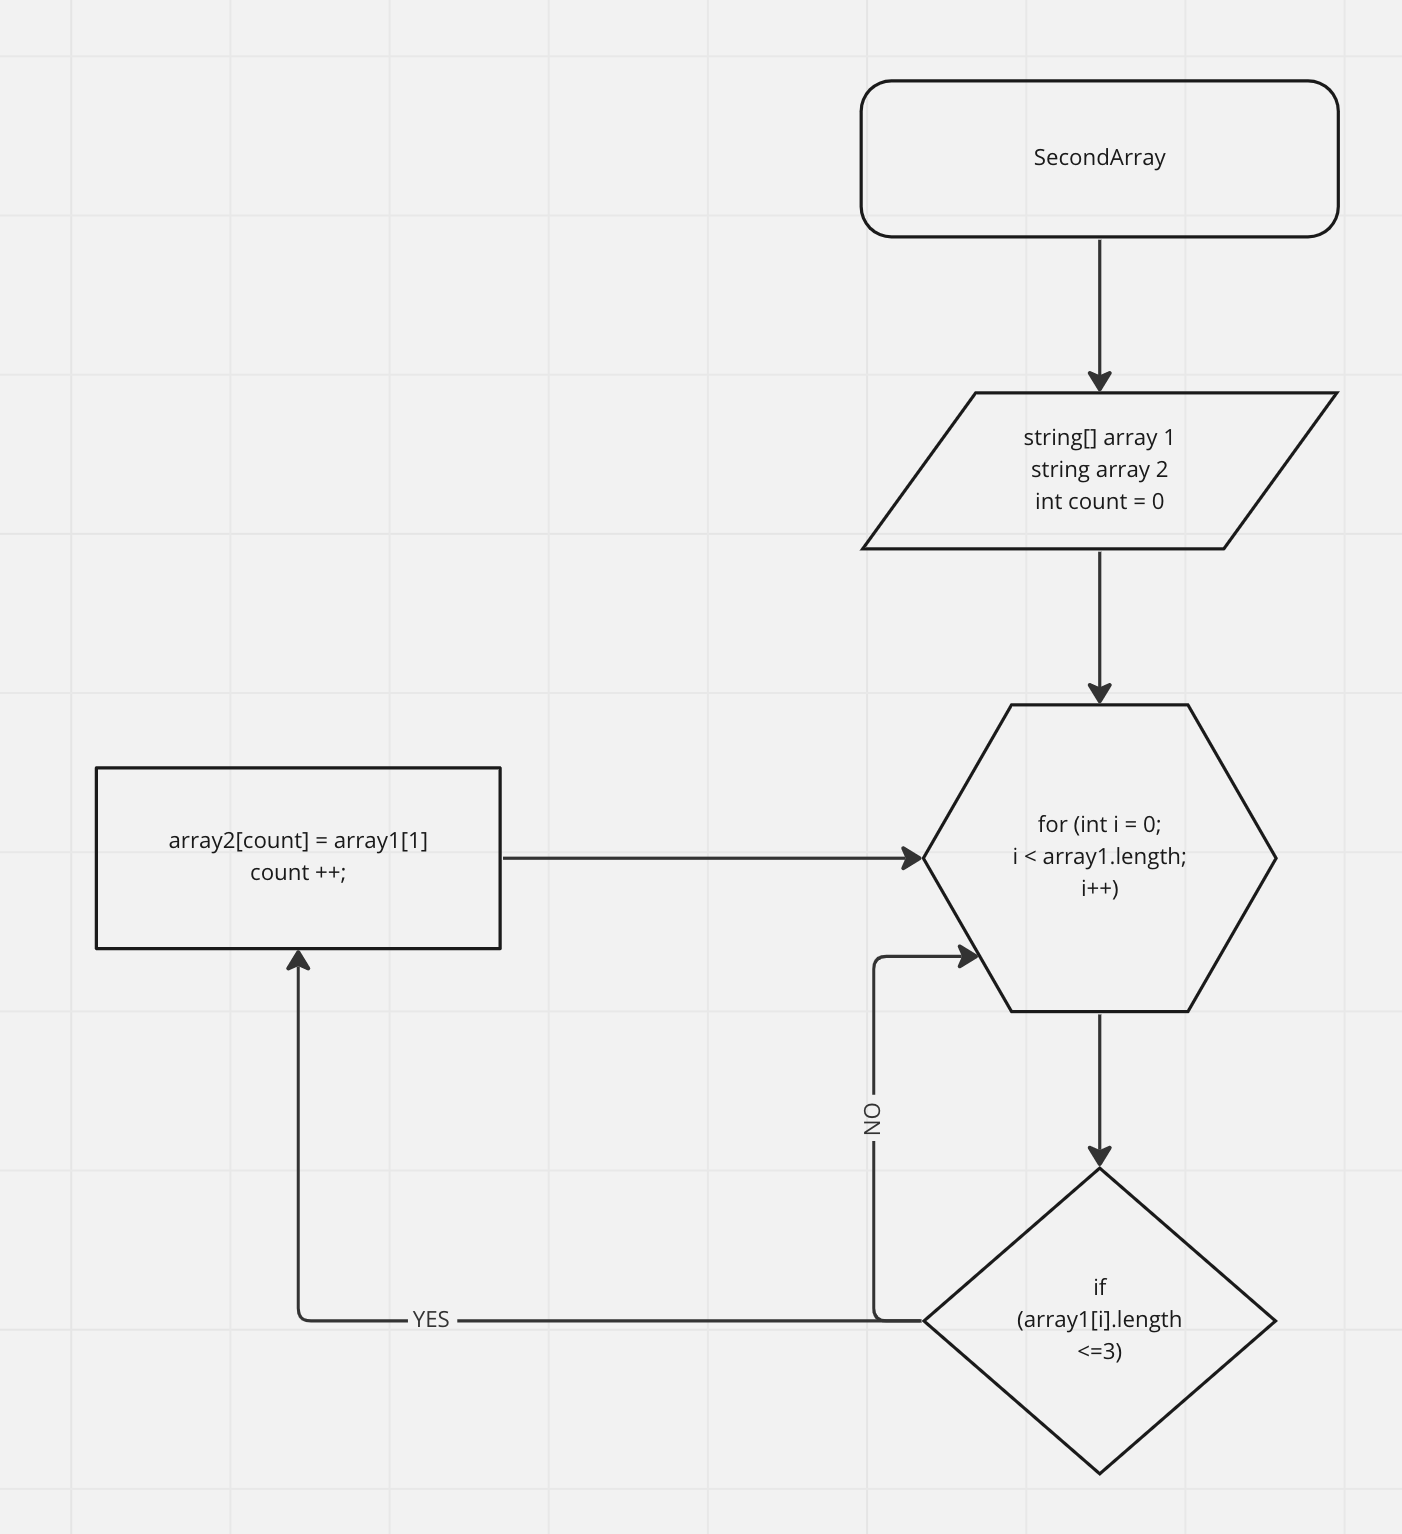 SecondArray
string[] array 1
string array 2
int count = 0
for (int i = 0;
i < array1.length;
i++)
array2[count] = array1[1]
count ++;
NO
YES
if
(array1[i].length
<=3)